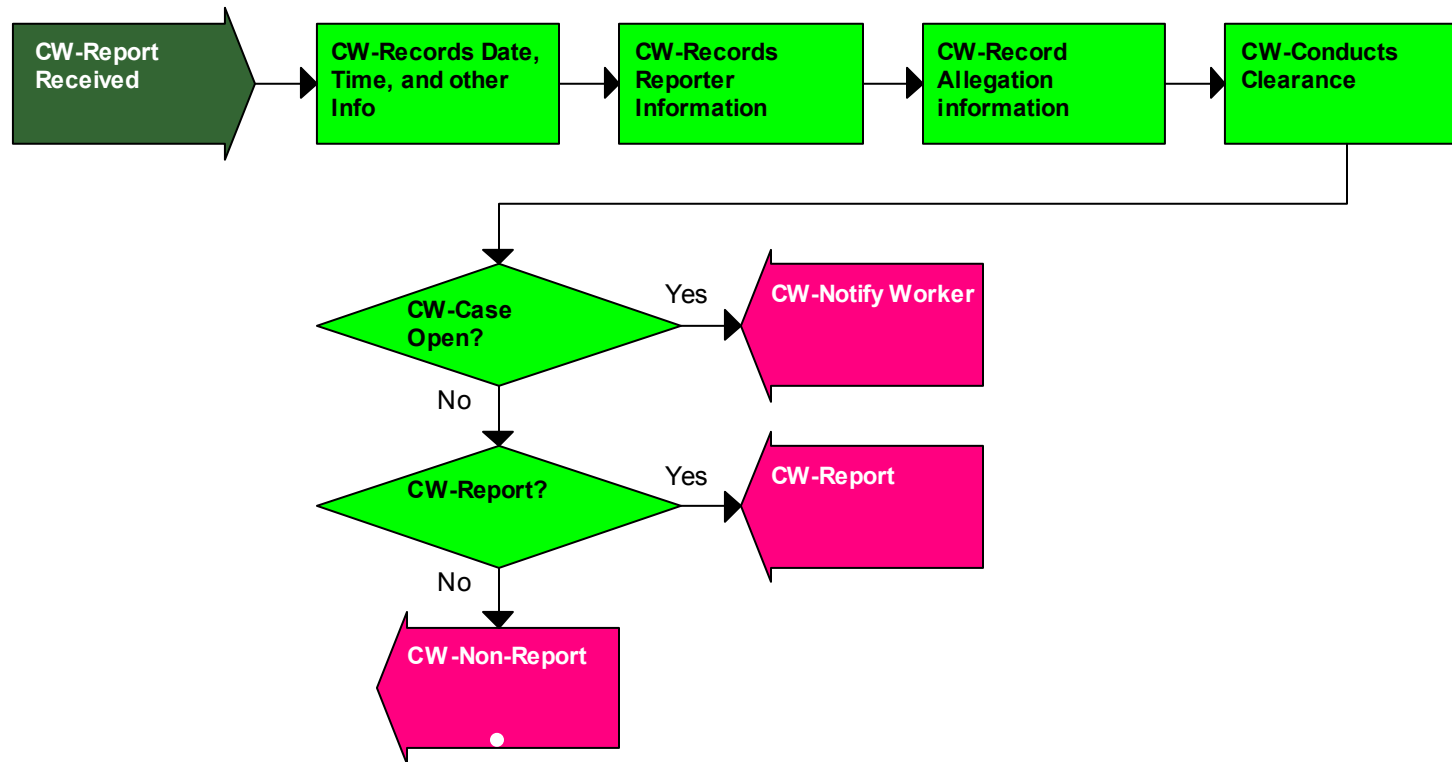 CW-Report
Received
CW-Records Date,
Time, and other
Info
CW-Records
Reporter
Information
CW-Record
Allegation
information
CW-Conducts
Clearance
CW-Case
Open?
Yes
CW-Notify Worker
No
CW-Report?
Yes
CW-Report
No
CW-Non-Report